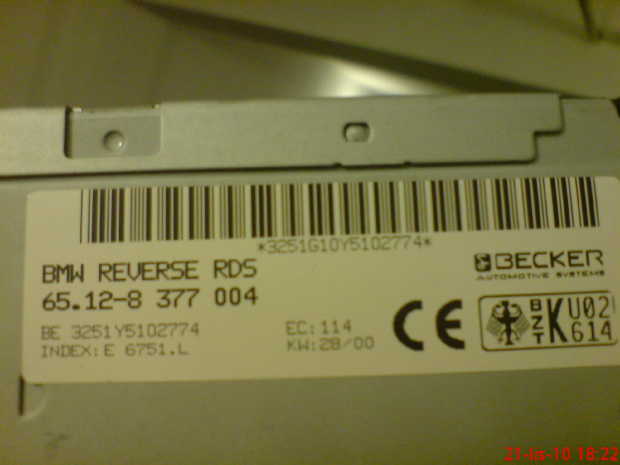 *3251G10Y5102774*
BMW REVERSE RDS
65.12-8 377 004
BE 3251Y5102774
INDEX: E 6751.L
EC: 114
KW: 28/00
BECKER
AUTOMOTIVE SYSTEMS
CE
BZT
K
U02
614
21-lis-10 18.22